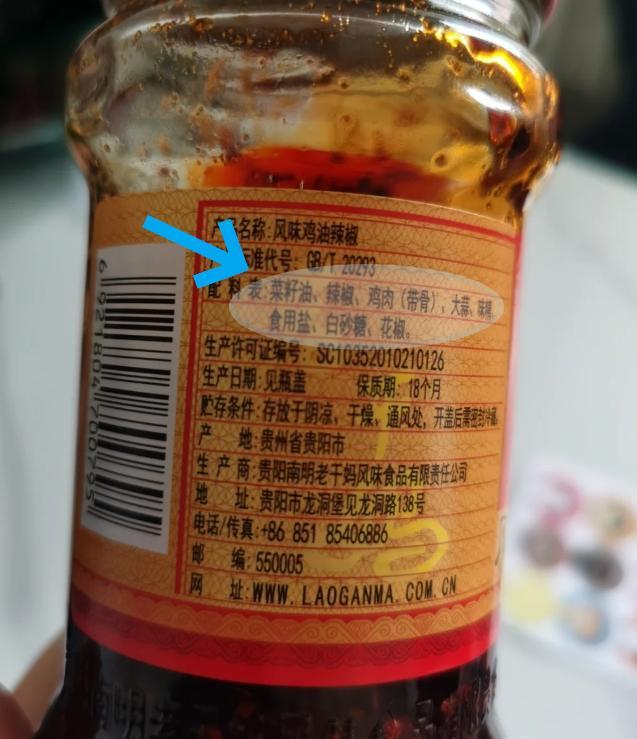 产品名称:风味鸡油辣椒
准代号: GB/T 20293
配料表:菜籽油、辣椒、鸡肉(带骨)、大蒜、味精、
食用盐、白砂糖、花椒。
生产许可证编号: SC10352010210126
生产日期:见瓶盖 保质期:18个月
贮存条件:存放于阴凉、干燥、通风处,开盖后需密封冷藏。
产 地:贵州省贵阳市
生产商:贵阳南明老干妈风味食品有限责任公司
地 址:贵阳市龙洞堡见龙洞路138号
电话/传真:+86 851 85406886
邮 编:550005
网 址:WWW.LAOGANMA.COM.CN
6 921804 700795